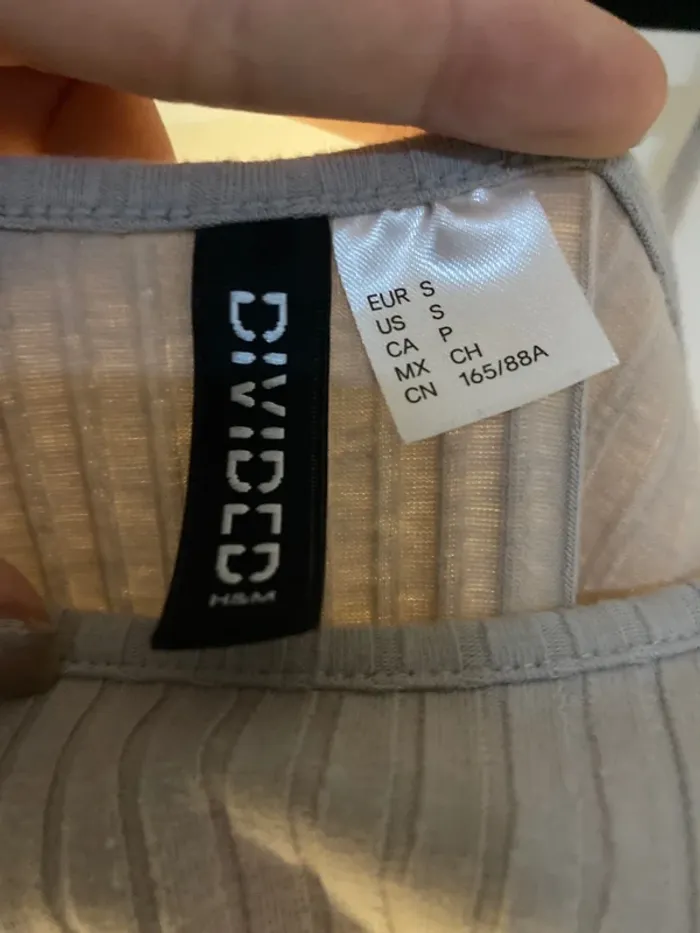 DIVIDED
H&M
EUR S
US S
CA P
MX CH
CN 165/88A